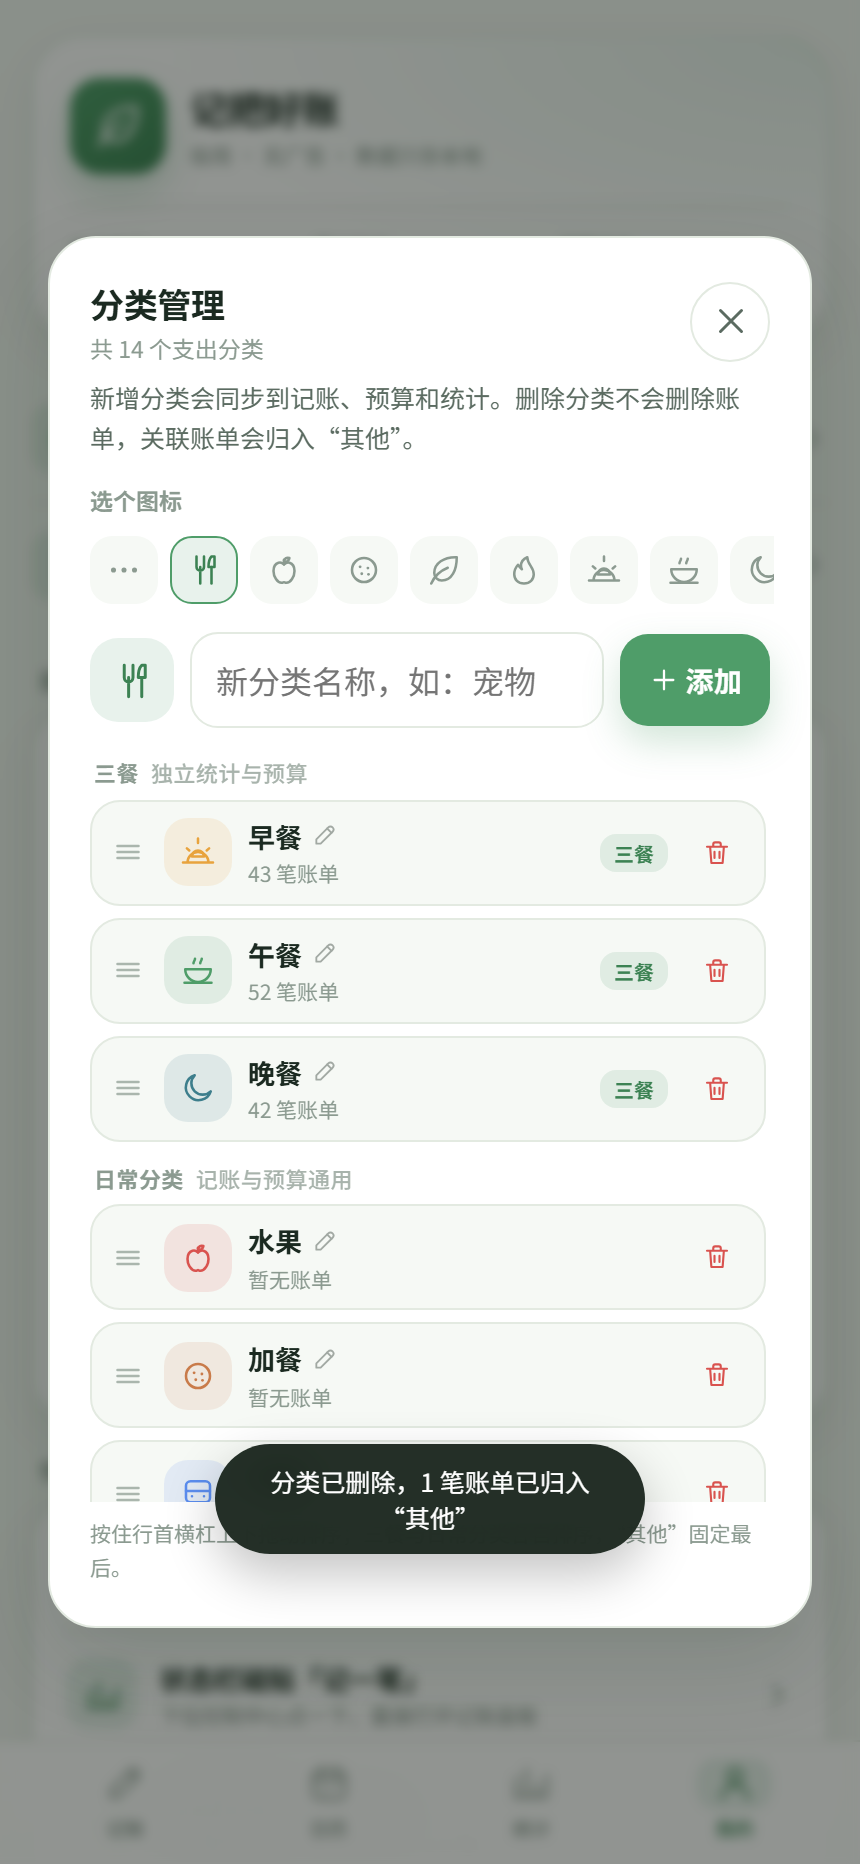 记把好账
分类管理
共 14 个支出分类
新增分类会同步到记账、预算和统计。删除分类不会删除账
单，关联账单会归入“其他”。
选个图标
新分类名称，如：宠物
添加
三餐 独立统计与预算
早餐
43 笔账单
三餐
午餐
52 笔账单
三餐
晚餐
42 笔账单
三餐
日常分类 记账与预算通用
水果
暂无账单
加餐
暂无账单
分类已删除，1 笔账单已归入
“其他”
按住行首横杠
其他”固定最
后。